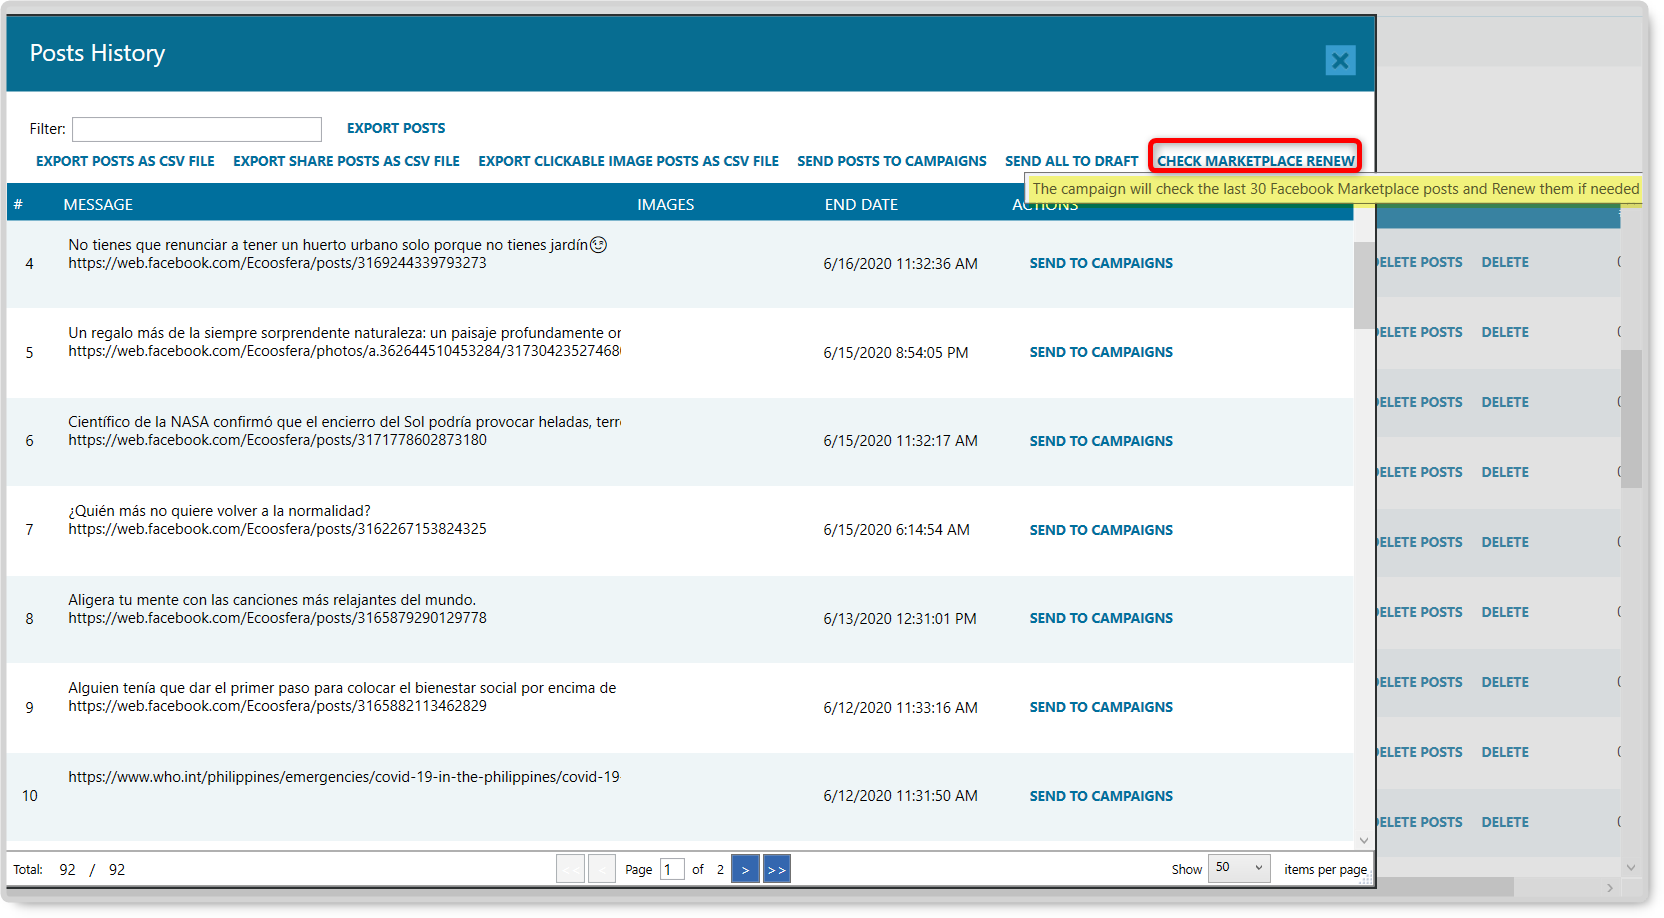 Posts History
Filter:
EXPORT POSTS
EXPORT POSTS AS CSV FILE EXPORT SHARE POSTS AS CSV FILE EXPORT CLICKABLE IMAGE POSTS AS CSV FILE SEND POSTS TO CAMPAIGNS SEND ALL TO DRAFT CHECK MARKETPLACE RENEW
The campaign will check the last 30 Facebook Marketplace posts and Renew them if needed
# MESSAGE IMAGES END DATE ACTIONS
No tienes que renunciar a tener un huerto urbano solo porque no tienes jardín😉
https://web.facebook.com/Ecoosfera/posts/3169244339793273
4 6/16/2020 11:32:36 AM SEND TO CAMPAIGNS
Un regalo más de la siempre sorprendente naturaleza: un paisaje profundamente or
https://web.facebook.com/Ecoosfera/photos/a.362644510453284/3173042352746
5 6/15/2020 8:54:05 PM SEND TO CAMPAIGNS
Científico de la NASA confirmó que el encierro del Sol podría provocar heladas, terr
https://web.facebook.com/Ecoosfera/posts/3171778602873180
6 6/15/2020 11:32:17 AM SEND TO CAMPAIGNS
¿Quién más no quiere volver a la normalidad?
https://web.facebook.com/Ecoosfera/posts/3162267153824325
7 6/15/2020 6:14:54 AM SEND TO CAMPAIGNS
Aligera tu mente con las canciones más relajantes del mundo.
https://web.facebook.com/Ecoosfera/posts/3165879290129778
8 6/13/2020 12:31:01 PM SEND TO CAMPAIGNS
Alguien tenía que dar el primer paso para colocar el bienestar social por encima de
https://web.facebook.com/Ecoosfera/posts/3165882113462829
9 6/12/2020 11:33:16 AM SEND TO CAMPAIGNS
https://www.who.int/philippines/emergencies/covid-19-in-the-philippines/covid-19-
10 6/12/2020 11:31:50 AM SEND TO CAMPAIGNS
Total: 92 / 92 << < Page 1 of 2 > >> Show 50 items per page
ELETE POSTS DELETE
ELETE POSTS DELETE
ELETE POSTS DELETE
ELETE POSTS DELETE
ELETE POSTS DELETE
ELETE POSTS DELETE
ELETE POSTS DELETE
ELETE POSTS DELETE
ELETE POSTS DELETE